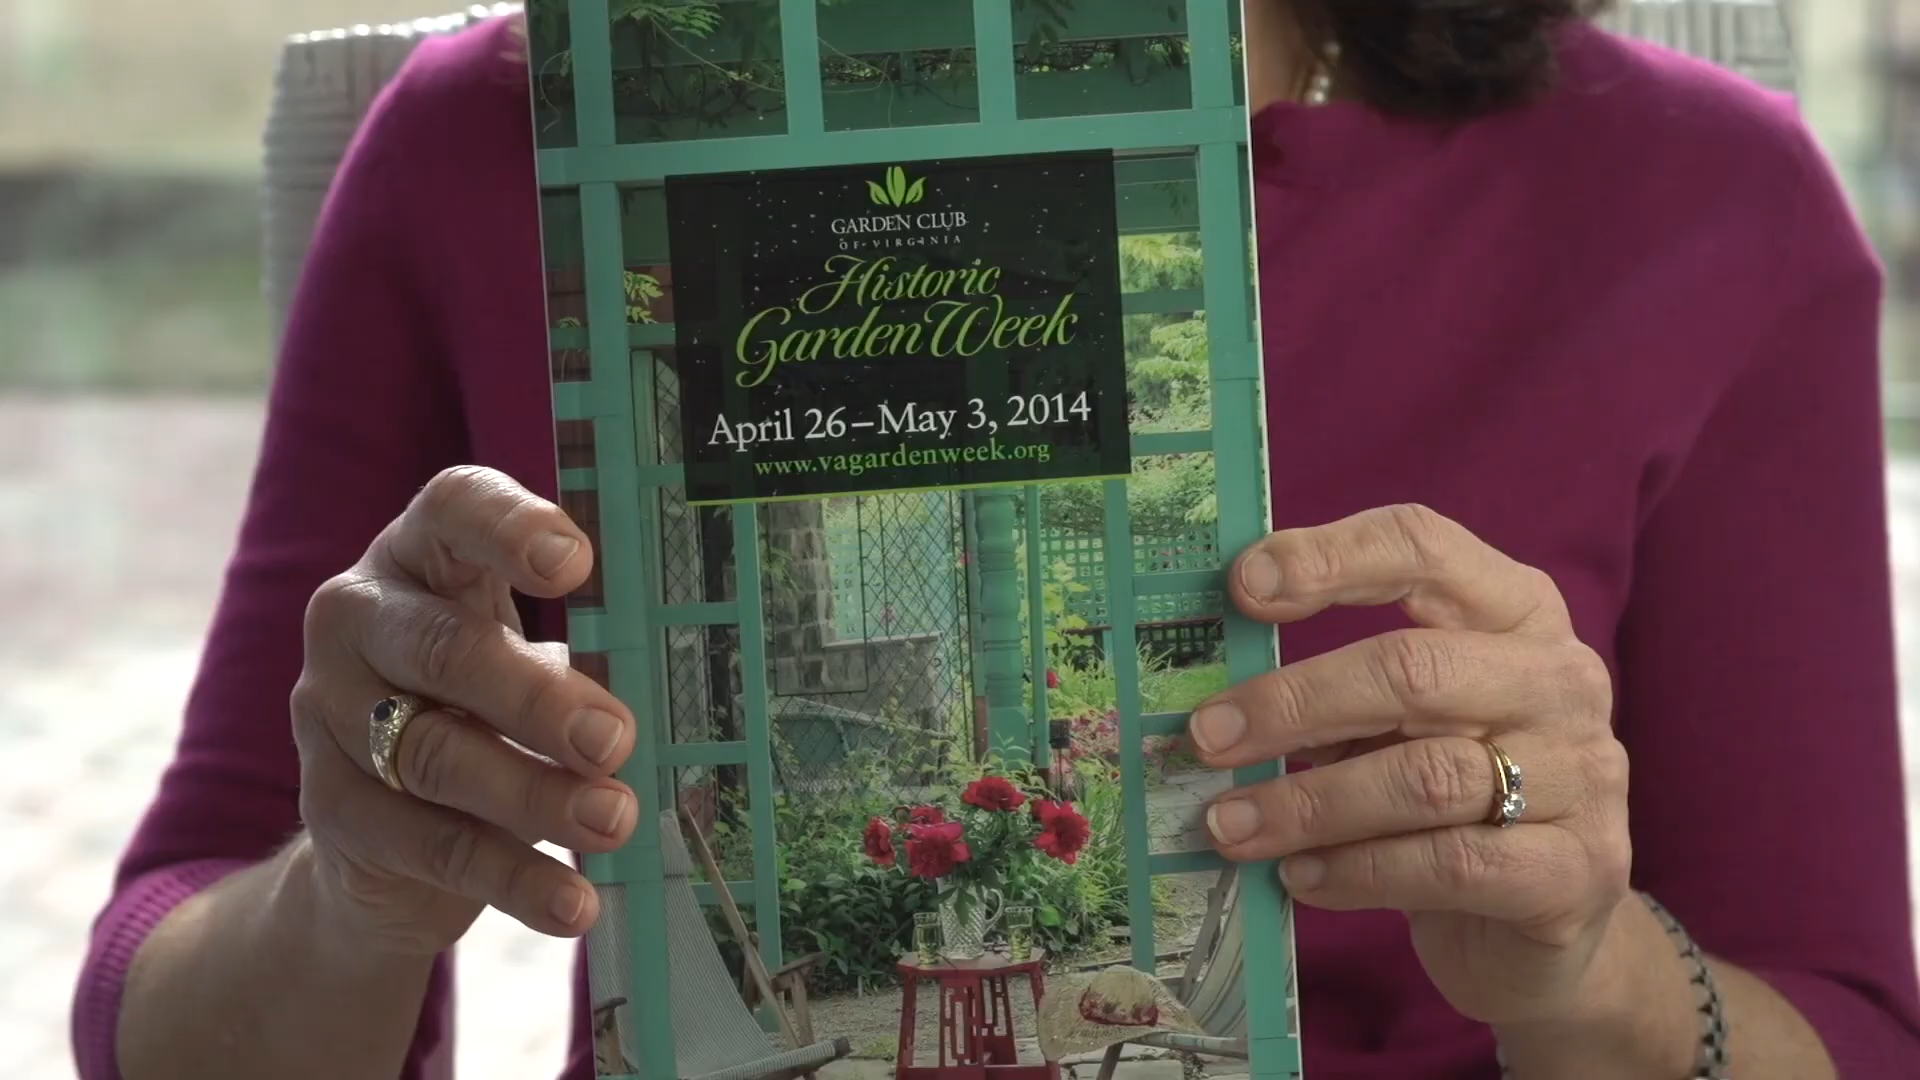 GARDEN CLUB
OF VIRGINIA
Historic
Garden Week
April 26–May 3, 2014
www.vagardenweek.org